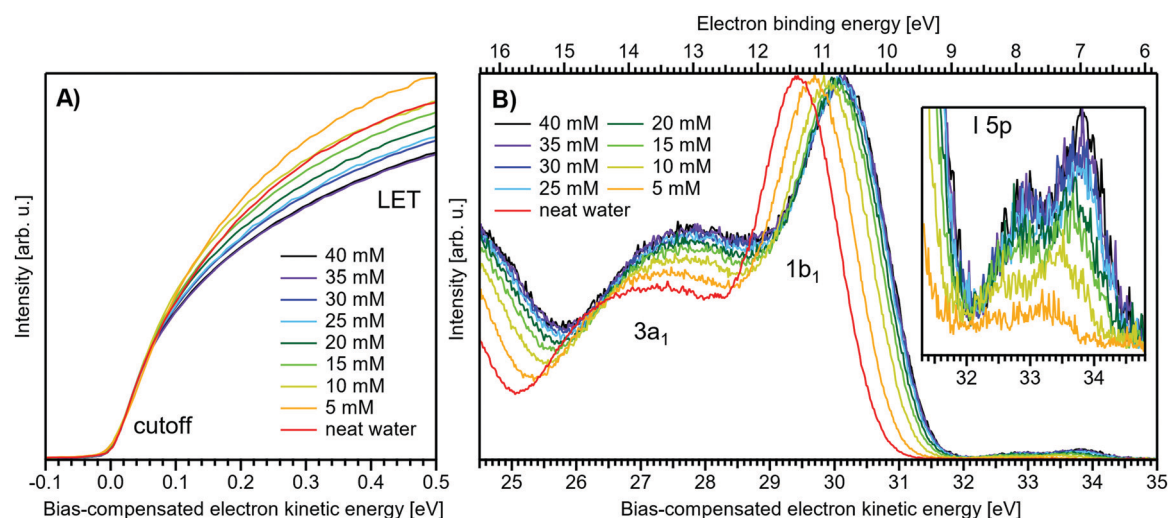 A)
Intensity [arb. u.]
LET
cutoff
40 mM
35 mM
30 mM
25 mM
20 mM
15 mM
10 mM
5 mM
neat water
-0.1 0.0 0.1 0.2 0.3 0.4 0.5
Bias-compensated electron kinetic energy [eV]
Electron binding energy [eV]
16 15 14 13 12 11 10 9 8 7 6
B)
Intensity [arb. u.]
40 mM 20 mM
35 mM 15 mM
30 mM 10 mM
25 mM 5 mM
neat water
3a1
1b1
I 5p
32 33 34
25 26 27 28 29 30 31 32 33 34 35
Bias-compensated electron kinetic energy [eV]